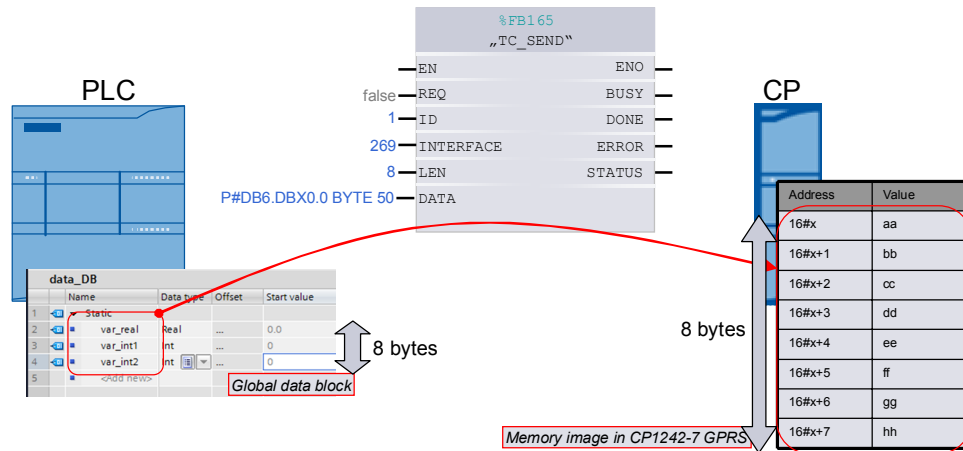 %FB165
„TC_SEND“
EN ENO
false REQ BUSY
1 ID DONE
269 INTERFACE ERROR
8 LEN STATUS
P#DB6.DBX0.0 BYTE 50 DATA
PLC
CP
data_DB
Name Data type Offset Start value
1 Static
2 var_real Real ... 0.0
3 var_int1 Int ... 0
4 var_int2 Int ... 0
5 <Add new>
8 bytes
Global data block
8 bytes
Address Value
16#x aa
16#x+1 bb
16#x+2 cc
16#x+3 dd
16#x+4 ee
16#x+5 ff
16#x+6 gg
16#x+7 hh
Memory image in CP1242-7 GPRS